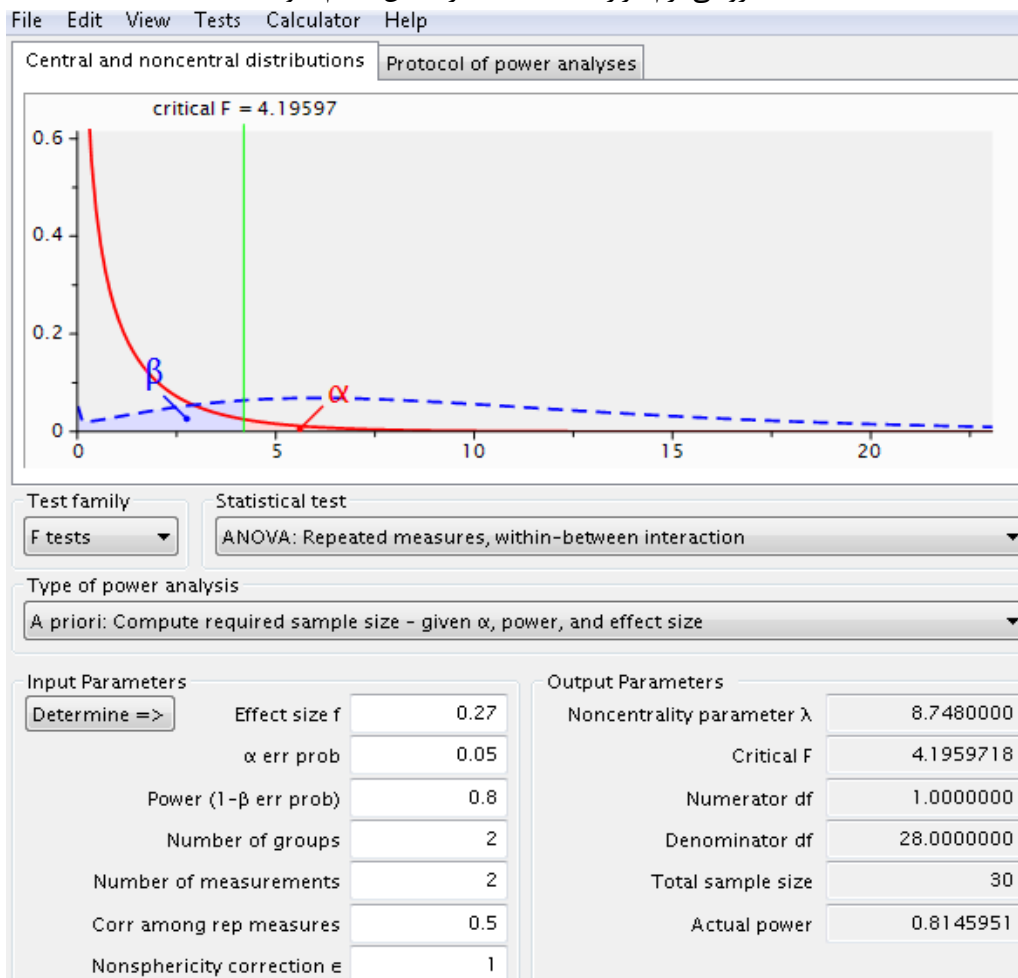 File Edit View Tests Calculator Help
Central and noncentral distributions Protocol of power analyses
critical F = 4.19597
0.6
0.4
0.2
0
β
α
0 5 10 15 20
Test family Statistical test
F tests ANOVA: Repeated measures, within-between interaction
Type of power analysis
A priori: Compute required sample size - given α, power, and effect size
Input Parameters Output Parameters
Determine => Effect size f 0.27 Noncentrality parameter λ 8.7480000
α err prob 0.05 Critical F 4.1959718
Power (1-β err prob) 0.8 Numerator df 1.0000000
Number of groups 2 Denominator df 28.0000000
Number of measurements 2 Total sample size 30
Corr among rep measures 0.5 Actual power 0.8145951
Nonsphericity correction ϵ 1